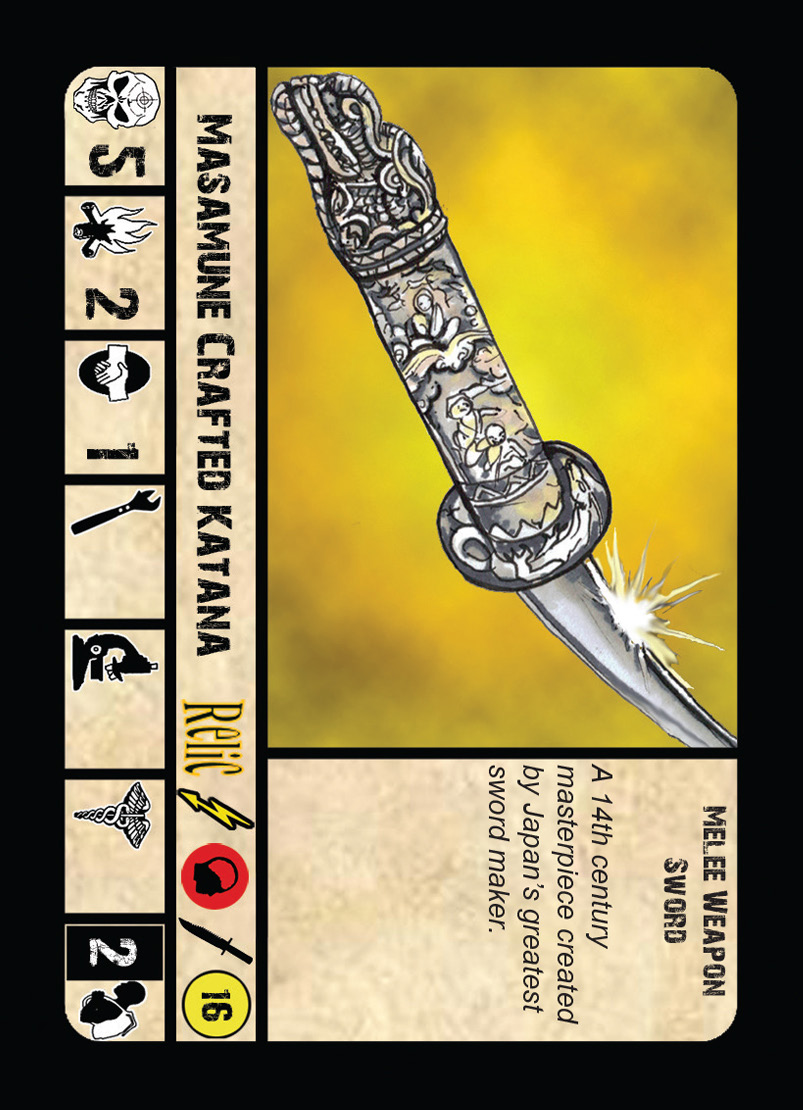 Melee Weapon
Sword
A 14th century
masterpiece created
by Japan's greatest
sword maker.
Masamune Crafted Katana
Relic
16
5
2
1
2